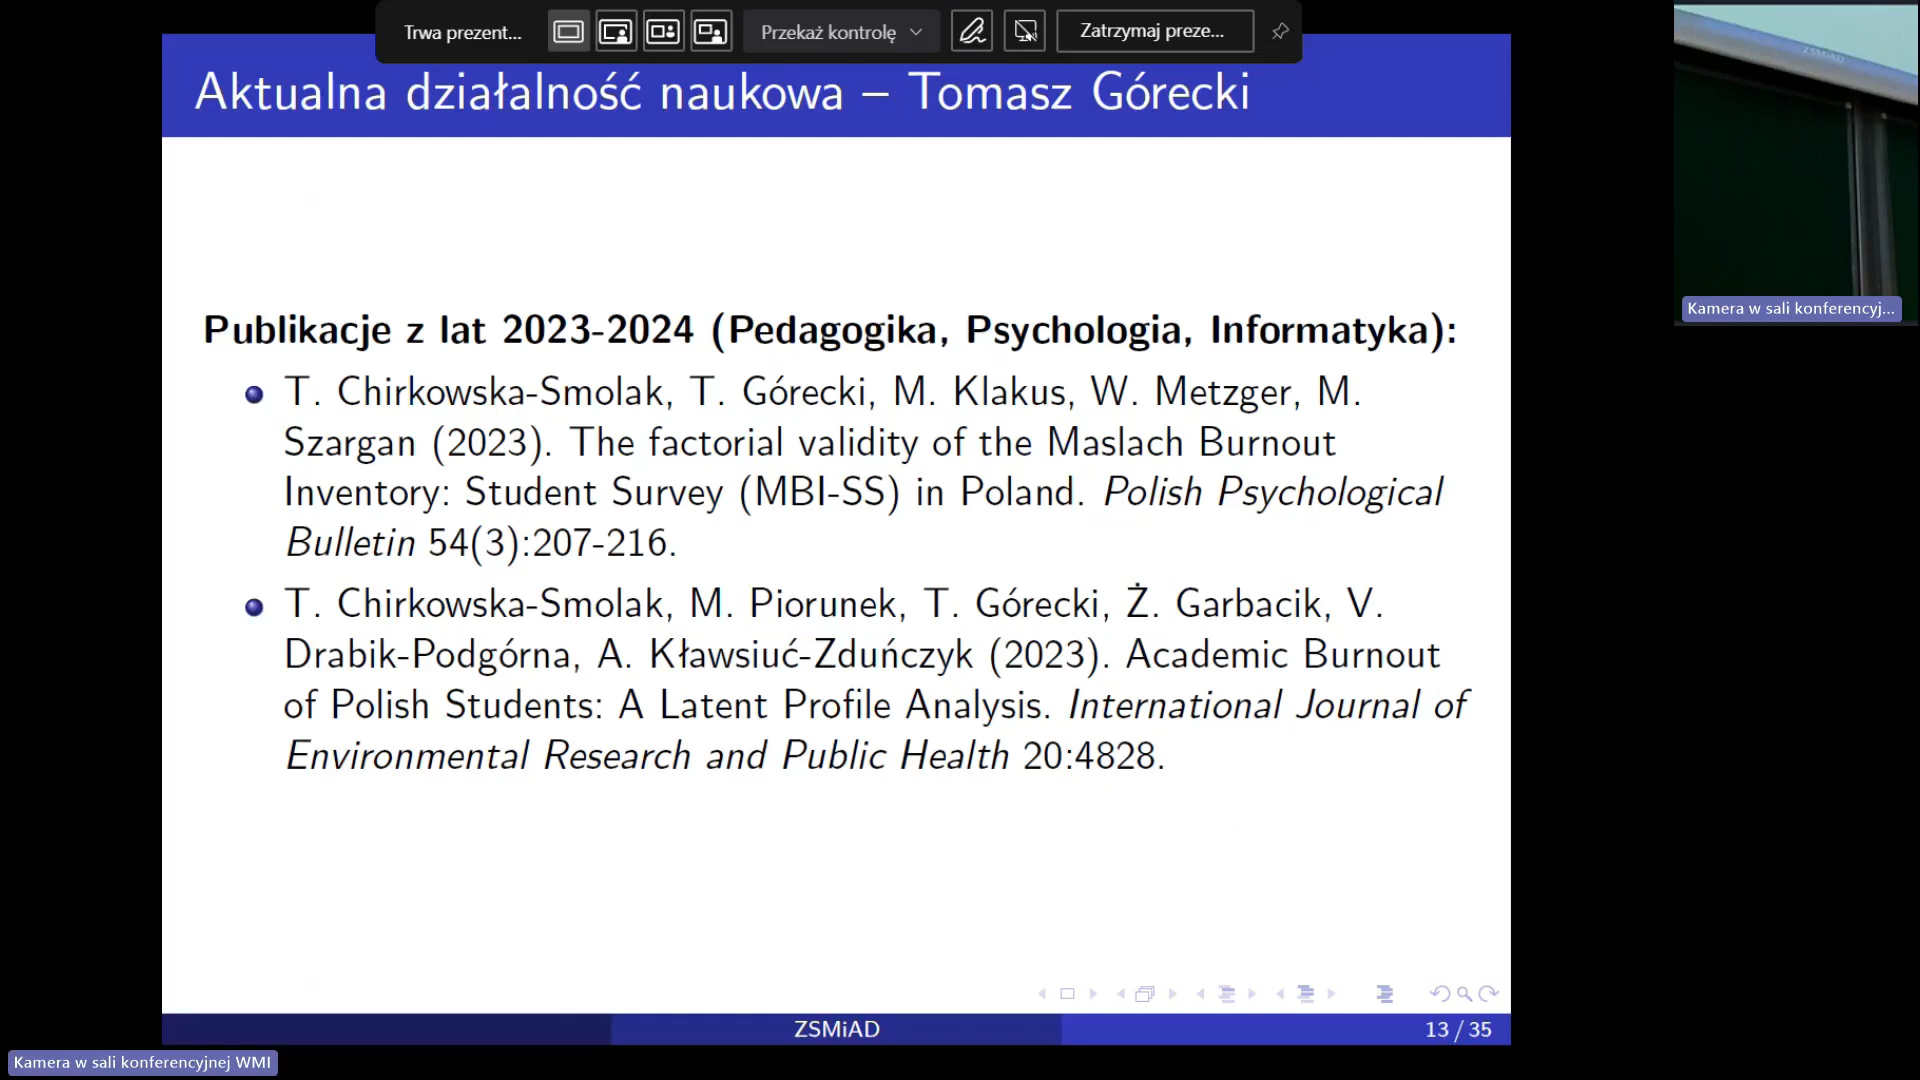 Trwa prezent...
Przekaż kontrolę
Zatrzymaj preze...
Aktualna działalność naukowa – Tomasz Górecki
ZSMiAD
Kamera w sali konferencyj...
Publikacje z lat 2023-2024 (Pedagogika, Psychologia, Informatyka):
T. Chirkowska-Smolak, T. Górecki, M. Klakus, W. Metzger, M.
Szargan (2023). The factorial validity of the Maslach Burnout
Inventory: Student Survey (MBI-SS) in Poland. Polish Psychological
Bulletin 54(3):207-216.
T. Chirkowska-Smolak, M. Piorunek, T. Górecki, Ż. Garbacik, V.
Drabik-Podgórna, A. Kławsiuć-Zduńczyk (2023). Academic Burnout
of Polish Students: A Latent Profile Analysis. International Journal of
Environmental Research and Public Health 20:4828.
ZSMiAD
13 / 35
Kamera w sali konferencyjnej WMI